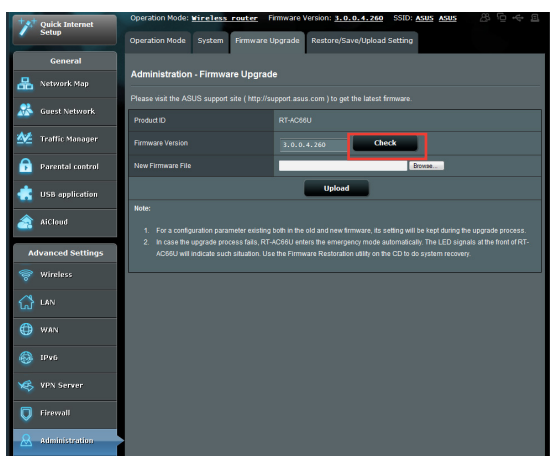 Quick Internet
Setup
Operation Mode: Wireless router Firmware Version: 3.0.0.4.260 SSID: ASUS ASUS
Operation Mode System Firmware Upgrade Restore/Save/Upload Setting
General
Network Map
Guest Network
Traffic Manager
Parental control
USB application
AiCloud
Advanced Settings
Wireless
LAN
WAN
IPv6
VPN Server
Firewall
Administration
Administration - Firmware Upgrade
Please visit the ASUS support site ( http://support.asus.com ) to get the latest firmware.
Product ID RT-AC66U
Firmware Version 3.0.0.4.260 Check
New Firmware File Browse...
Upload
Note:
1. For a configuration parameter existing both in the old and new firmware, its setting will be kept during the upgrade process.
2. In case the upgrade process fails, RT-AC66U enters the emergency mode automatically. The LED signals at the front of RT-
AC66U will indicate such situation. Use the Firmware Restoration utility on the CD to do system recovery.